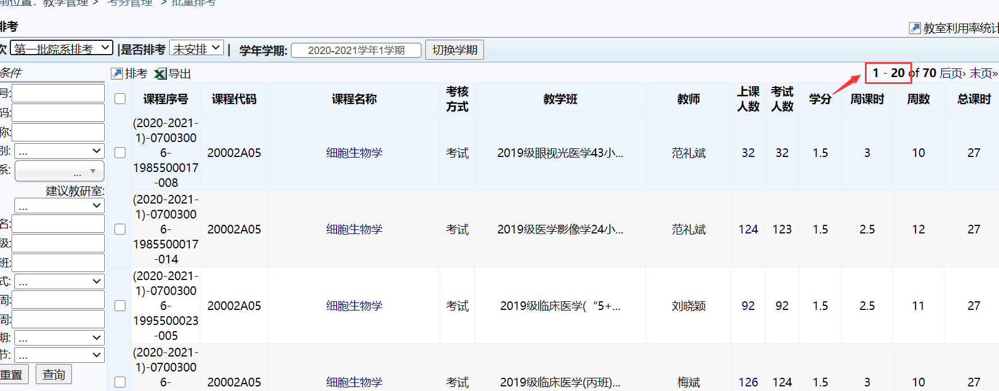 前位置: 教学管理 > 考务管理 > 批量排考
排考
教室利用率统计
次 第一批院系排考 |是否排考 未安排 | 学年学期: 2020-2021学年1学期 切换学期
条件
排考 导出 1 - 20 of 70 后页› 末页»
号:
码:
称:
别: ...
系: ...
建议教研室:
...
名:
级:
班:
式: ...
周:
周:
期: ...
节: ...
重置 查询
课程序号 课程代码 课程名称 考核方式 教学班 教师 上课人数 考试人数 学分 周课时 周数 总课时
(2020-2021-
1)-0700300
6-
1985500017
-008
20002A05 细胞生物学 考试 2019级眼视光医学43小... 范礼斌 32 32 1.5 3 10 27
(2020-2021-
1)-0700300
6-
1985500017
-014
20002A05 细胞生物学 考试 2019级医学影像学24小... 范礼斌 124 123 1.5 2.5 12 27
(2020-2021-
1)-0700300
6-
1995500023
-005
20002A05 细胞生物学 考试 2019级临床医学(“5+... 刘晓颖 92 92 1.5 2.5 11 27
(2020-2021-
1)-0700300
6-
20002A05 细胞生物学 考试 2019级临床医学(丙班)... 梅斌 126 124 1.5 3 10 27